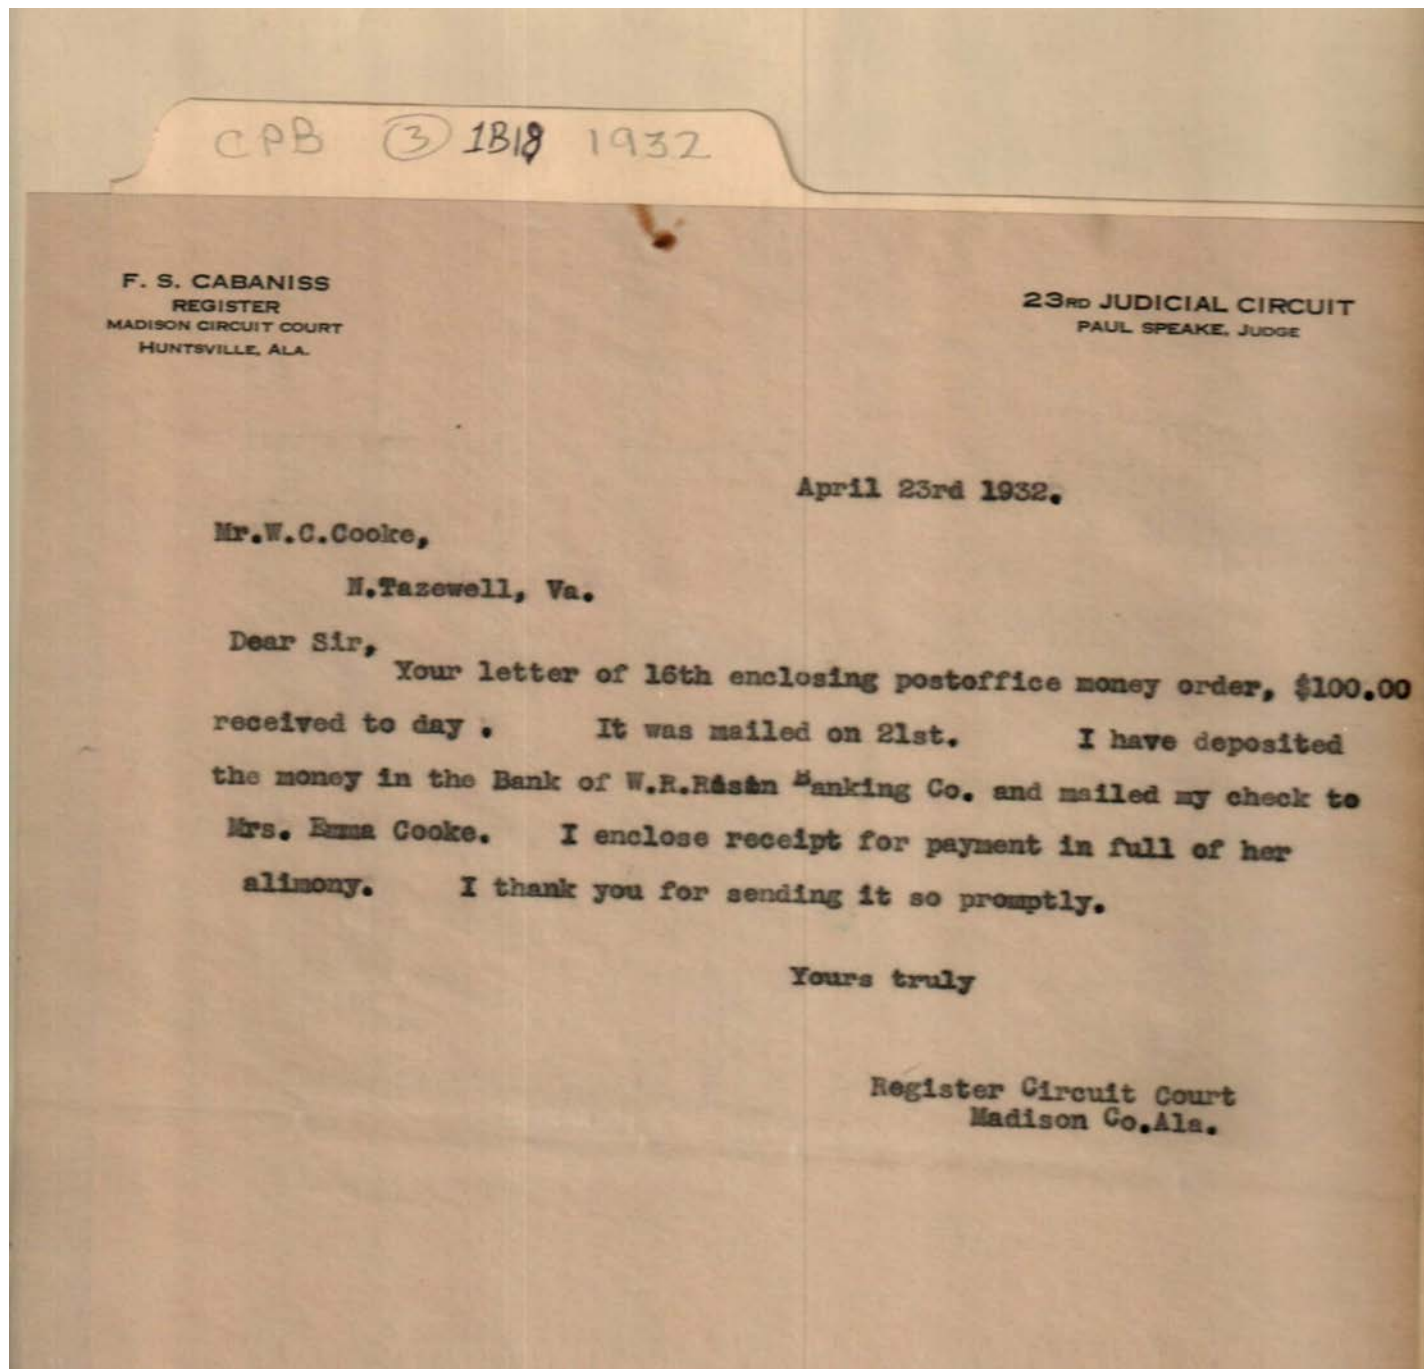 CPB ③ 1B18 1932
F. S. CABANISS
REGISTER
MADISON CIRCUIT COURT
HUNTSVILLE, ALA.
23RD JUDICIAL CIRCUIT
PAUL SPEAKE, JUDGE
April 23rd 1932.
Mr.W.C.Cooke,
N.Tazewell, Va.
Dear Sir,
Your letter of 16th enclosing postoffice money order, $100.00
received to day . It was mailed on 21st. I have deposited
the money in the Bank of Banking Co. and mailed my check to
Mrs. Emma Cooke. I enclose receipt for payment in full of her
alimony. I thank you for sending it so promptly.
Yours truly
Register Circuit Court
Madison Co.Ala.